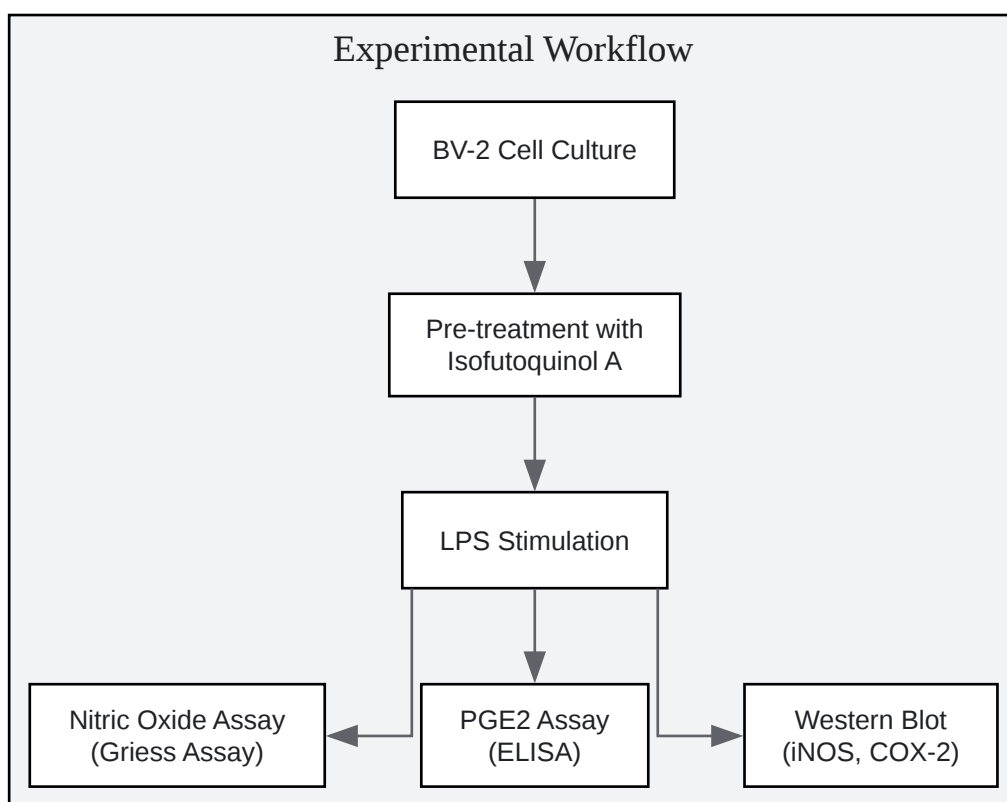 Experimental Workflow
BV-2 Cell Culture
Pre-treatment with
Isofutoquinol A
LPS Stimulation
Nitric Oxide Assay
(Griess Assay)
PGE2 Assay
(ELISA)
Western Blot
(iNOS, COX-2)